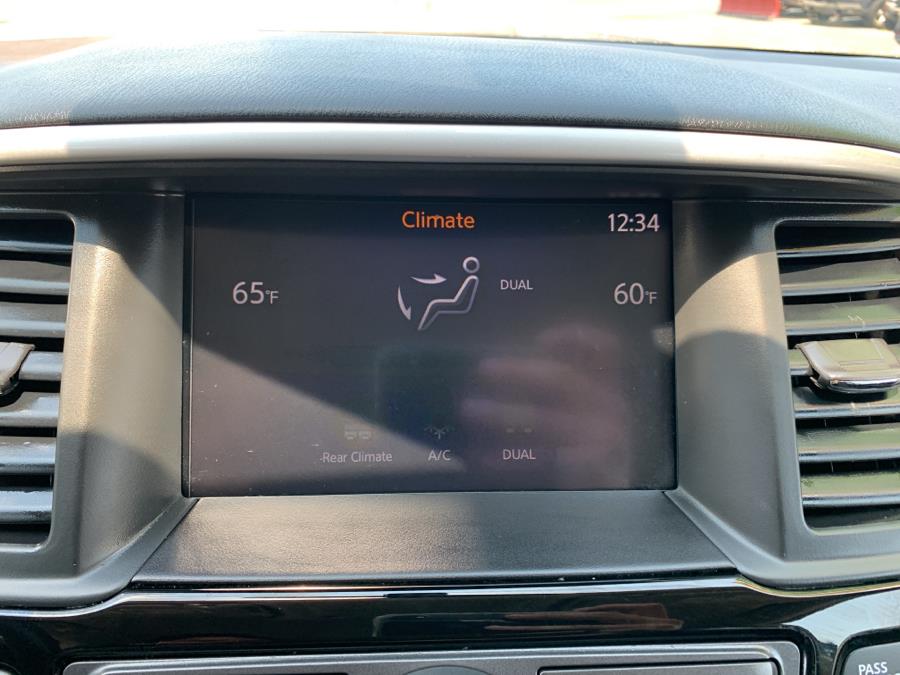 Climate
12:34
65°F
DUAL
60°F
Rear Climate
A/C
DUAL
PASS